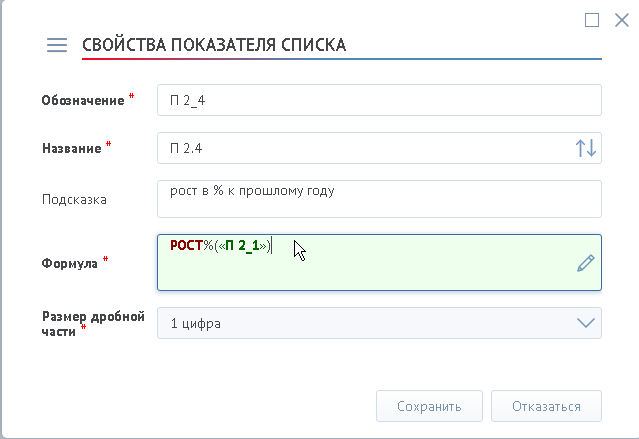 СВОЙСТВА ПОКАЗАТЕЛЯ СПИСКА
Обозначение *
П 2_4
Название *
П 2.4
Подсказка
рост в % к прошлому году
Формула *
РОСТ%(«П 2_1»)
Размер дробной
части *
1 цифра
Сохранить
Отказаться